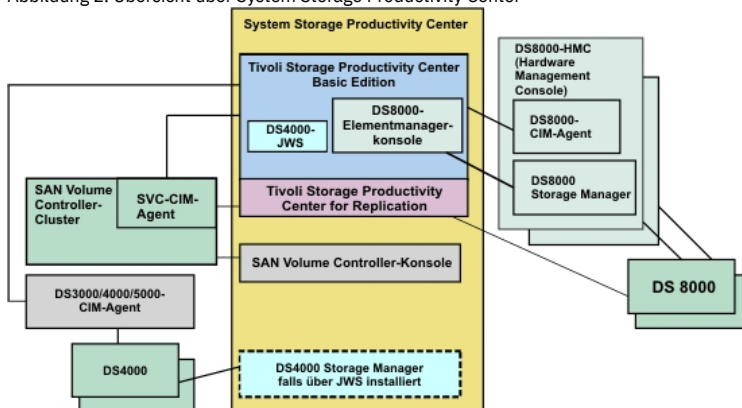 Abbildung 2. Übersicht über System Storage Productivity Center
System Storage Productivity Center
Tivoli Storage Productivity Center
Basic Edition
DS4000-
JWS
DS8000-
Elementmanager-
konsole
Tivoli Storage Productivity
Center for Replication
SAN Volume Controller-Konsole
DS4000 Storage Manager
falls über JWS installiert
SAN Volume
Controller-
Cluster
SVC-CIM-
Agent
DS3000/4000/5000-
CIM-Agent
DS4000
DS8000-HMC
(Hardware
Management
Console)
DS8000-
CIM-Agent
DS8000
Storage Manager
DS 8000